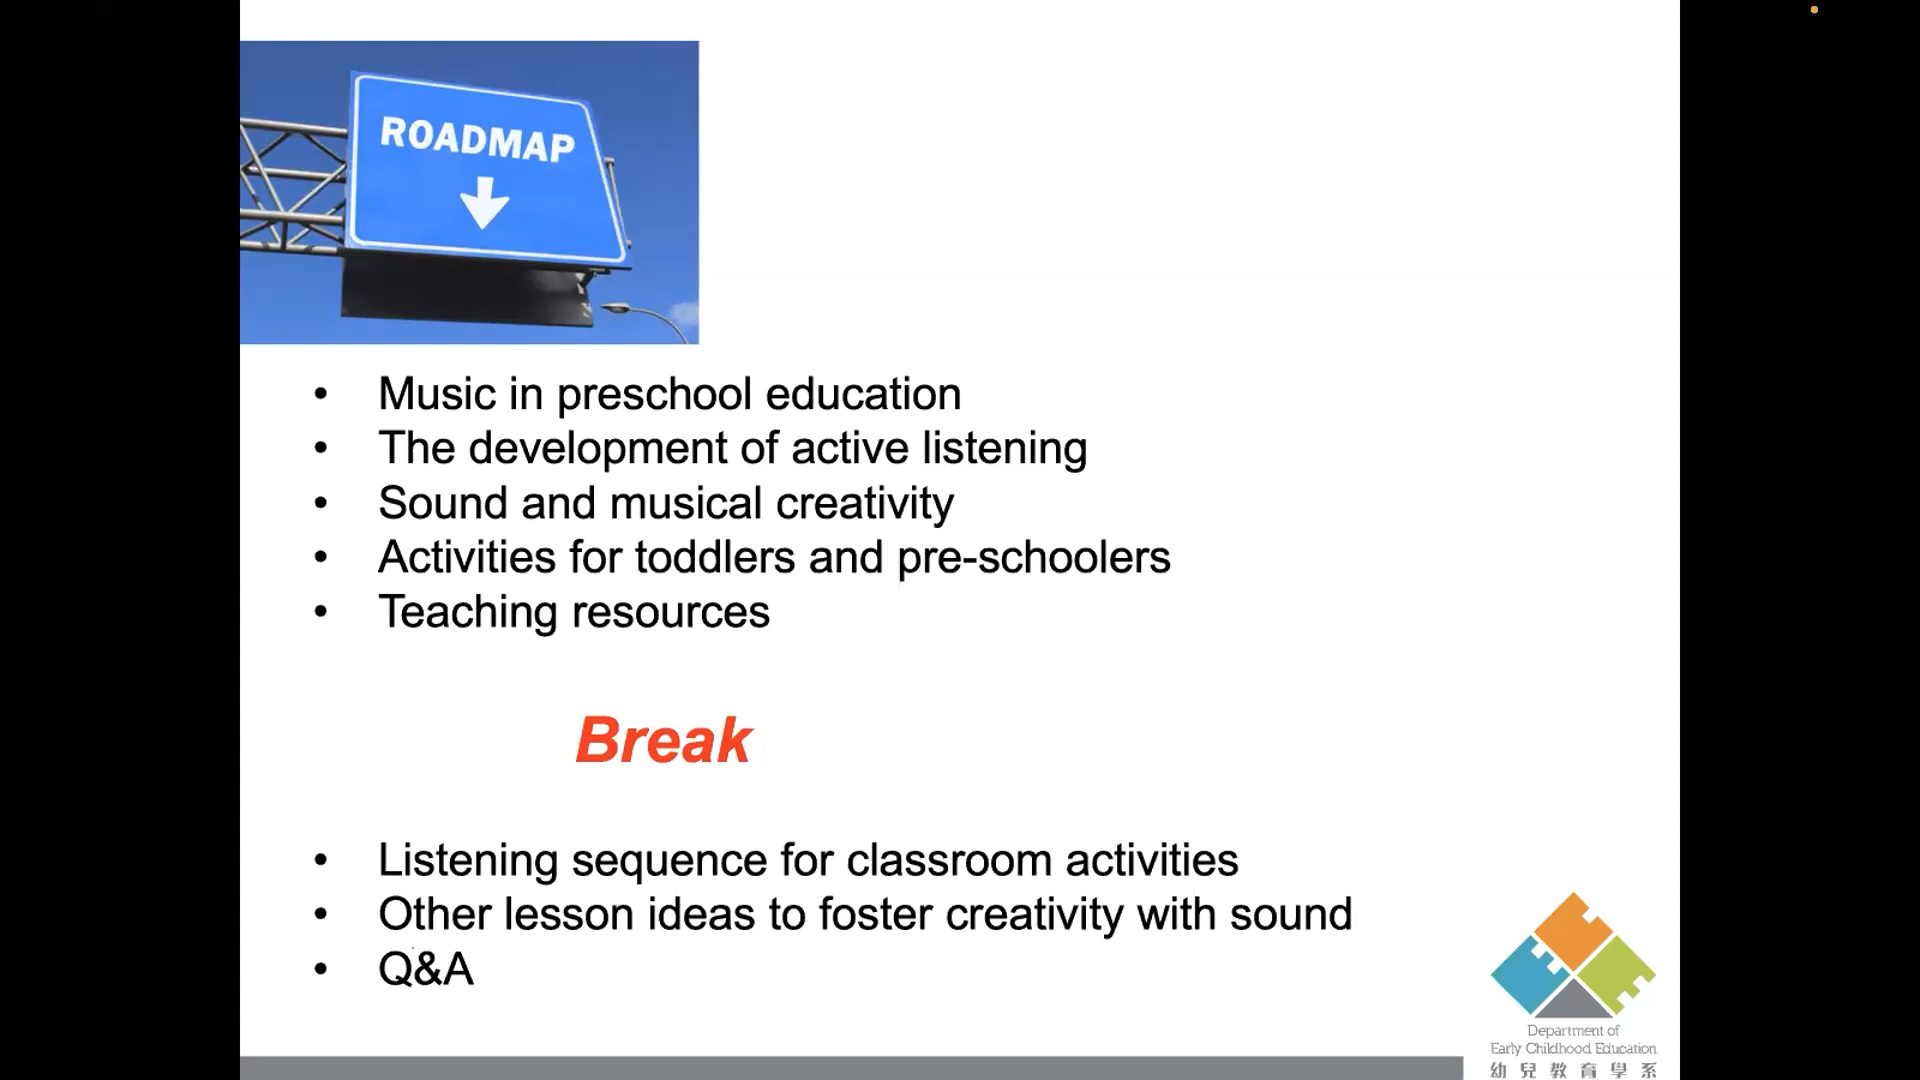 ROADMAP
• Music in preschool education
• The development of active listening
• Sound and musical creativity
• Activities for toddlers and pre-schoolers
• Teaching resources
Break
• Listening sequence for classroom activities
• Other lesson ideas to foster creativity with sound
• Q&A
Department of
Early Childhood Education
幼兒教育學系